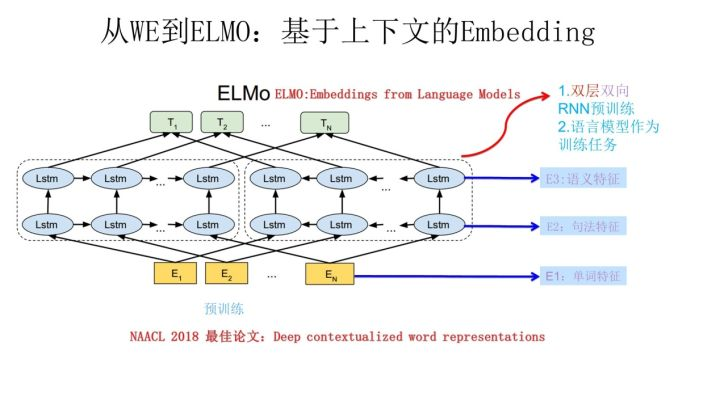 从WE到ELMO：基于上下文的Embedding
ELMo ELMO:Embeddings from Language Models
1.双层双向
RNN预训练
2.语言模型作为
训练任务
T1 T2 ... TN
Lstm Lstm ... Lstm Lstm Lstm ... Lstm
E3:语义特征
Lstm Lstm ... Lstm Lstm Lstm ... Lstm
E2：句法特征
E1 E2 ... EN
E1：单词特征
预训练
NAACL 2018 最佳论文：Deep contextualized word representations